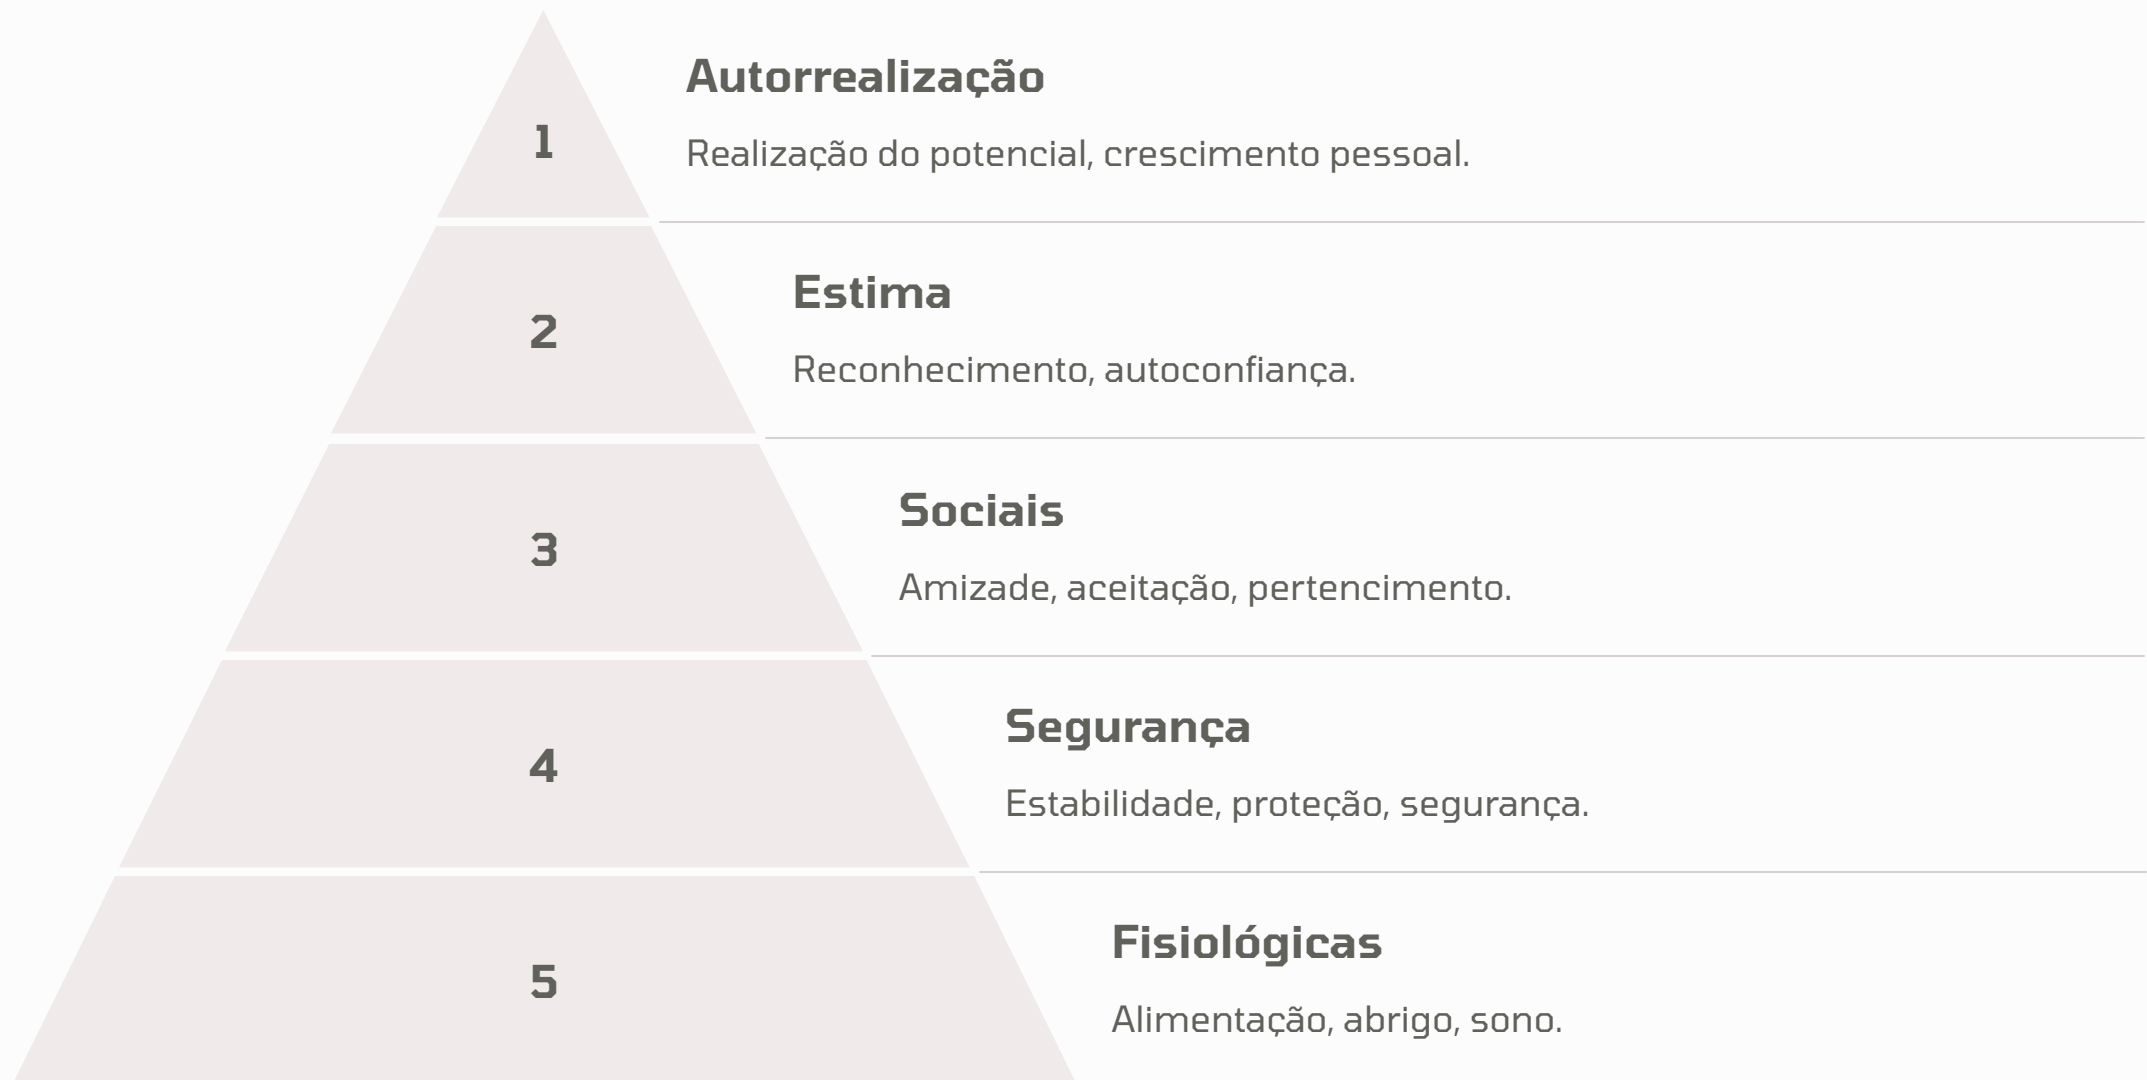 1
Autorrealização
Realização do potencial, crescimento pessoal.
2
Estima
Reconhecimento, autoconfiança.
3
Sociais
Amizade, aceitação, pertencimento.
4
Segurança
Estabilidade, proteção, segurança.
5
Fisiológicas
Alimentação, abrigo, sono.